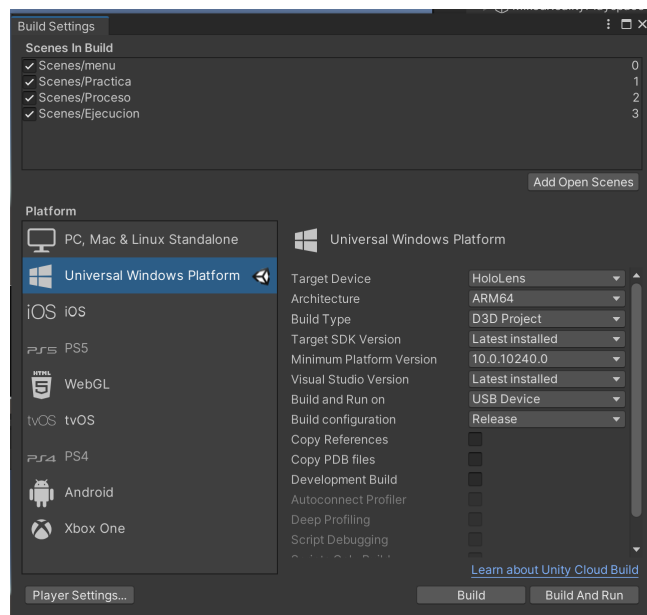 Build Settings
Scenes In Build
Scenes/menu 0
Scenes/Practica 1
Scenes/Proceso 2
Scenes/Ejecucion 3
Add Open Scenes
Platform
PC, Mac & Linux Standalone
Universal Windows Platform
iOS iOS
PS5 PS5
HTML 5 WebGL
tvOS tvOS
PS4 PS4
Android
Xbox One
Universal Windows Platform
Target Device HoloLens
Architecture ARM64
Build Type D3D Project
Target SDK Version Latest installed
Minimum Platform Version 10.0.10240.0
Visual Studio Version Latest installed
Build and Run on USB Device
Build configuration Release
Copy References
Copy PDB files
Development Build
Autoconnect Profiler
Deep Profiling
Script Debugging
Learn about Unity Cloud Build
Player Settings...
Build
Build And Run